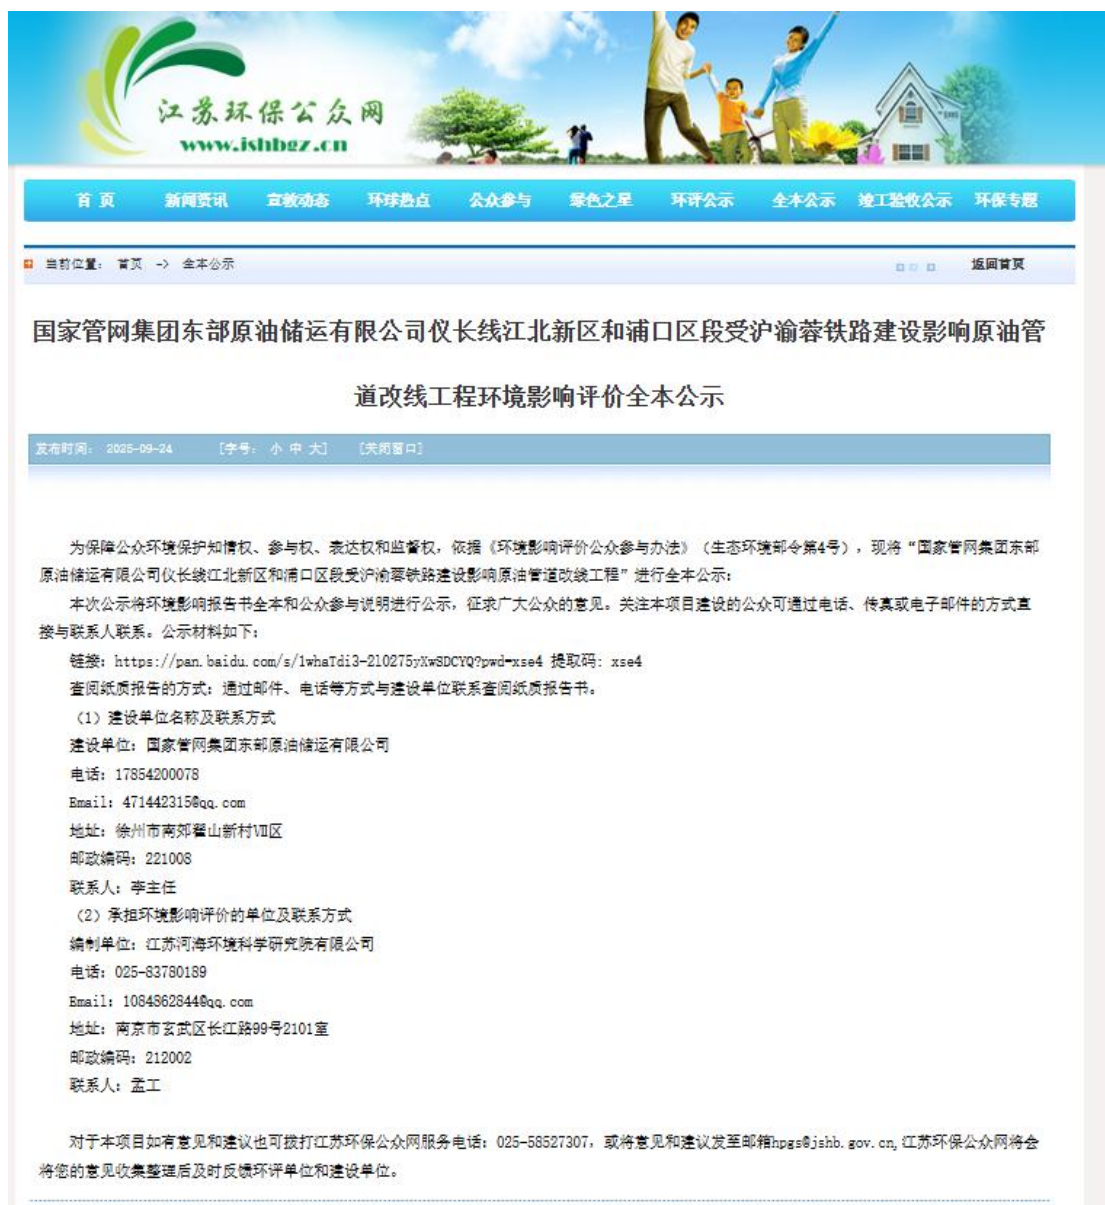 江苏环保公众网
www.jshbgz.cn
首 页 新闻资讯 宣教动态 环球热点 公众参与 绿色之星 环评公示 全本公示 竣工验收公示 环保专题
当前位置: 首页 -> 全本公示 返回首页
国家管网集团东部原油储运有限公司仪长线江北新区和浦口区段受沪渝蓉铁路建设影响原油管
道改线工程环境影响评价全本公示
发布时间: 2025-09-24 [字号: 小 中 大] [关闭窗口]
为保障公众环境保护知情权、参与权、表达权和监督权，依据《环境影响评价公众参与办法》（生态环境部令第4号），现将“国家管网集团东部
原油储运有限公司仪长线江北新区和浦口区段受沪渝蓉铁路建设影响原油管道改线工程”进行全本公示：
本次公示将环境影响报告书全本和公众参与说明进行公示，征求广大公众的意见。关注本项目建设的公众可通过电话、传真或电子邮件的方式直
接与联系人联系。公示材料如下：
链接: https://pan.baidu.com/s/1whaTdi3-2l0275yXwSDCYQ?pwd=xse4 提取码: xse4
查阅纸质报告的方式：通过邮件、电话等方式与建设单位联系查阅纸质报告书。
（1）建设单位名称及联系方式
建设单位：国家管网集团东部原油储运有限公司
电话：17854200078
Email：471442315@qq.com
地址：徐州市南郊翟山新村Ⅶ区
邮政编码：221008
联系人：李主任
（2）承担环境影响评价的单位及联系方式
编制单位：江苏河海环境科学研究院有限公司
电话：025-83780189
Email：1084862844@qq.com
地址：南京市玄武区长江路99号2101室
邮政编码：212002
联系人：孟工
对于本项目如有意见和建议也可拨打江苏环保公众网服务电话：025-58527307，或将意见和建议发至邮箱hpgs@jshb.gov.cn,江苏环保公众网将会
将您的意见收集整理后及时反馈环评单位和建设单位。